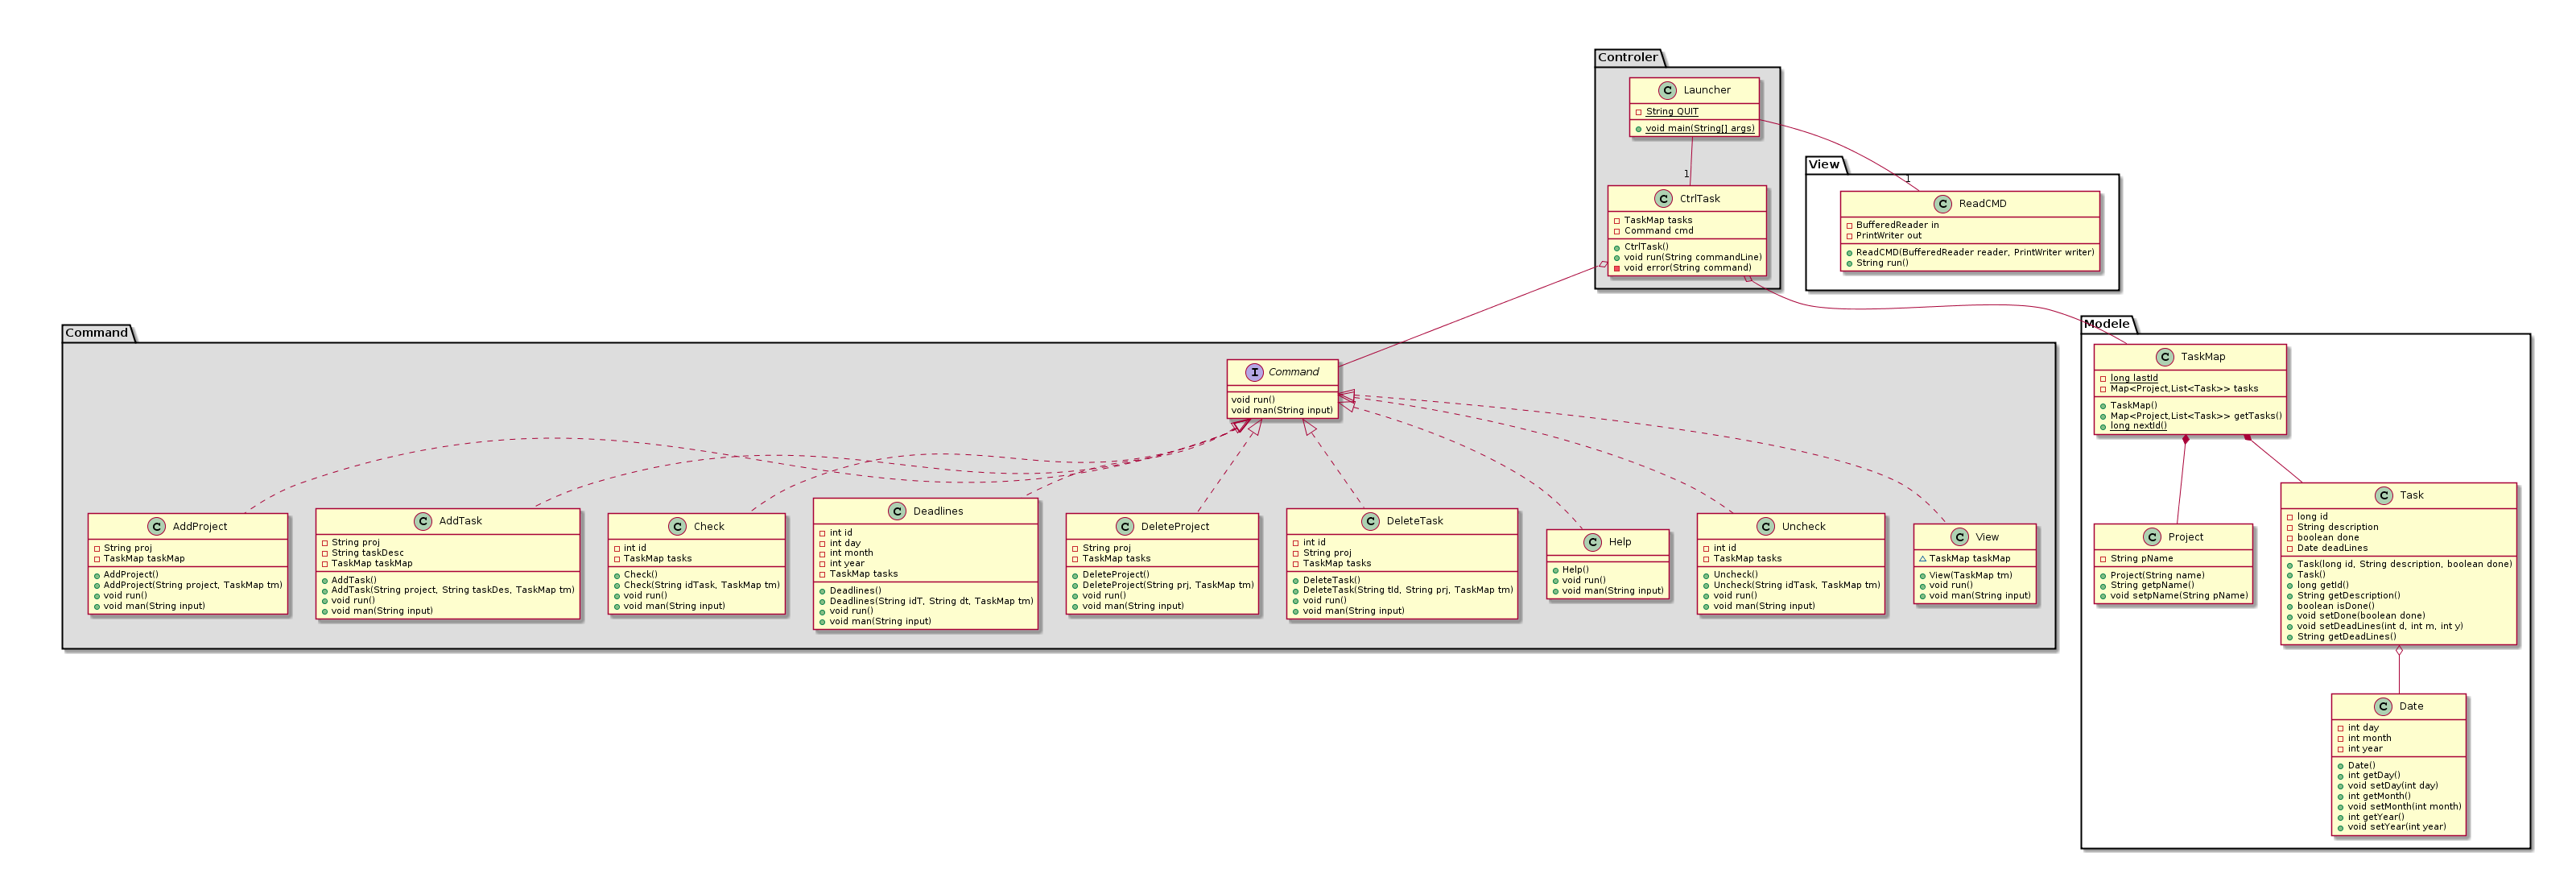 Controler
C Launcher
String QUIT
void main(String[] args)
1
C CtrlTask
TaskMap tasks
Command cmd
CtrlTask()
void run(String commandLine)
void error(String command)
View
1
C ReadCMD
BufferedReader in
PrintWriter out
ReadCMD(BufferedReader reader, PrintWriter writer)
String run()
Command
I Command
void run()
void man(String input)
C AddProject
String proj
TaskMap taskMap
AddProject()
AddProject(String project, TaskMap tm)
void run()
void man(String input)
C AddTask
String proj
String taskDesc
TaskMap taskMap
AddTask()
AddTask(String project, String taskDes, TaskMap tm)
void run()
void man(String input)
C Check
int id
TaskMap tasks
Check()
Check(String idTask, TaskMap tm)
void run()
void man(String input)
C Deadlines
int id
int day
int month
int year
TaskMap tasks
Deadlines()
Deadlines(String idT, String dt, TaskMap tm)
void run()
void man(String input)
C DeleteProject
String proj
TaskMap tasks
DeleteProject()
DeleteProject(String prj, TaskMap tm)
void run()
void man(String input)
C DeleteTask
int id
String proj
TaskMap tasks
DeleteTask()
DeleteTask(String tId, String prj, TaskMap tm)
void run()
void man(String input)
C Help
Help()
void run()
void man(String input)
C Uncheck
int id
TaskMap tasks
Uncheck()
Uncheck(String idTask, TaskMap tm)
void run()
void man(String input)
C View
TaskMap taskMap
View(TaskMap tm)
void run()
void man(String input)
Modele
C TaskMap
long lastId
Map<Project,List<Task>> tasks
TaskMap()
Map<Project,List<Task>> getTasks()
long nextId()
C Project
String pName
Project(String name)
String getpName()
void setpName(String pName)
C Task
long id
String description
boolean done
Date deadLines
Task(long id, String description, boolean done)
Task()
long getId()
String getDescription()
boolean isDone()
void setDone(boolean done)
void setDeadLines(int d, int m, int y)
String getDeadLines()
C Date
int day
int month
int year
Date()
int getDay()
void setDay(int day)
int getMonth()
void setMonth(int month)
int getYear()
void setYear(int year)